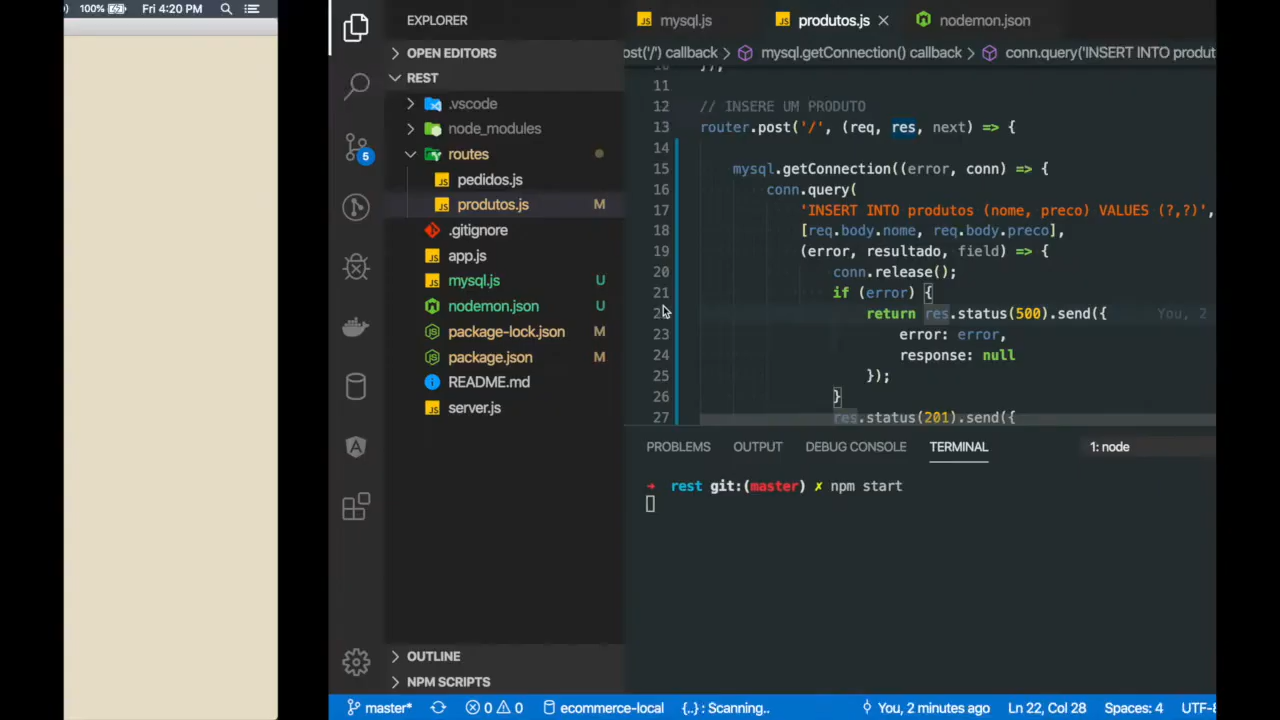 100% Fri 4:20 PM
EXPLORER
OPEN EDITORS
REST
.vscode
node_modules
routes
pedidos.js
produtos.js M
.gitignore
app.js
mysql.js U
nodemon.json U
package-lock.json M
package.json M
README.md
server.js
OUTLINE
NPM SCRIPTS
5
mysql.js produtos.js nodemon.json
ost('/') callback mysql.getConnection() callback conn.query('INSERT INTO produt
11
12 // INSERE UM PRODUTO
13 router.post('/', (req, res, next) => {
14
15 mysql.getConnection((error, conn) => {
16 conn.query(
17 'INSERT INTO produtos (nome, preco) VALUES (?,?)',
18 [req.body.nome, req.body.preco],
19 (error, resultado, field) => {
20 conn.release();
21 if (error) {
return res.status(500).send({ You, 2
23 error: error,
24 response: null
25 });
26 }
27 res.status(201).send({
PROBLEMS OUTPUT DEBUG CONSOLE TERMINAL 1: node
➜ rest git:(master) ✗ npm start
master* 0 0 ecommerce-local {..} : Scanning.. You, 2 minutes ago Ln 22, Col 28 Spaces: 4 UTF-8